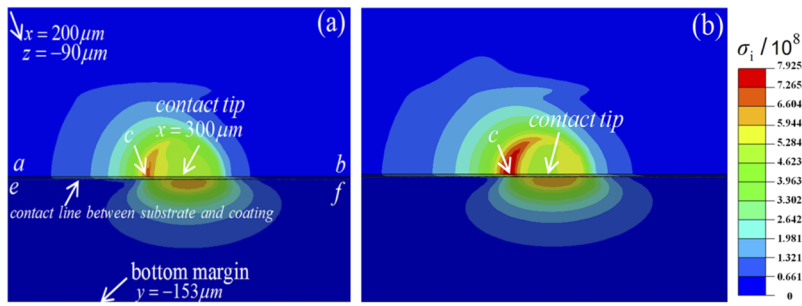 (a)
x = 200μm
z = −90μm
contact tip
x = 300μm
c
a
b
e
f
contact line between substrate and coating
bottom margin
y = −153μm
(b)
contact tip
c
σi / 10^8
7.925
7.265
6.604
5.944
5.284
4.623
3.963
3.302
2.642
1.981
1.321
0.661
0